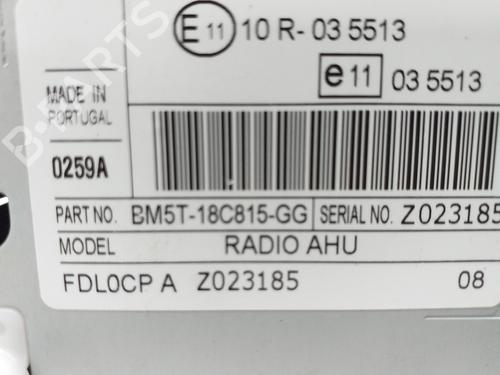 E 11 10 R- 03 5513
e 11 03 5513
MADE IN
PORTUGAL
0259A
PART NO. BM5T-18C815-GG SERIAL NO. Z023185
MODEL RADIO AHU
FDL0CP A Z023185 08
B-PARTS